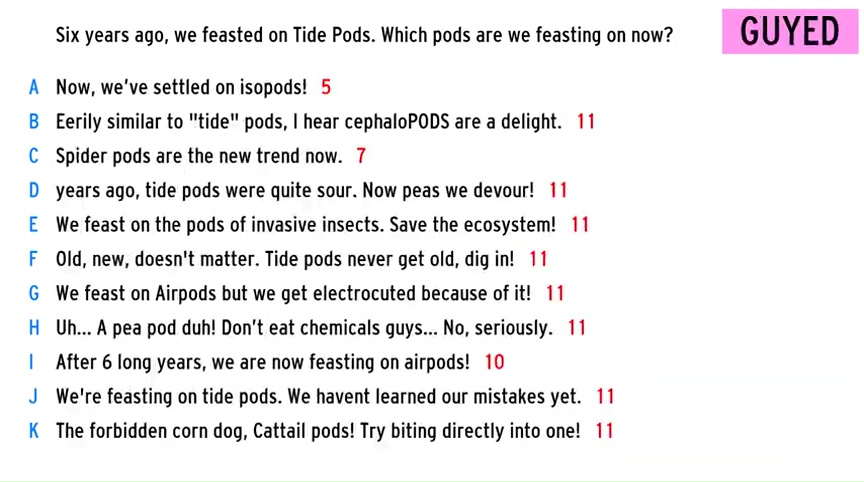 Six years ago, we feasted on Tide Pods. Which pods are we feasting on now?
GUYED
A Now, we've settled on isopods! 5
B Eerily similar to "tide" pods, I hear cephaloPODS are a delight. 11
C Spider pods are the new trend now. 7
D years ago, tide pods were quite sour. Now peas we devour! 11
E We feast on the pods of invasive insects. Save the ecosystem! 11
F Old, new, doesn't matter. Tide pods never get old, dig in! 11
G We feast on Airpods but we get electrocuted because of it! 11
H Uh... A pea pod duh! Don't eat chemicals guys... No, seriously. 11
I After 6 long years, we are now feasting on airpods! 10
J We're feasting on tide pods. We havent learned our mistakes yet. 11
K The forbidden corn dog, Cattail pods! Try biting directly into one! 11